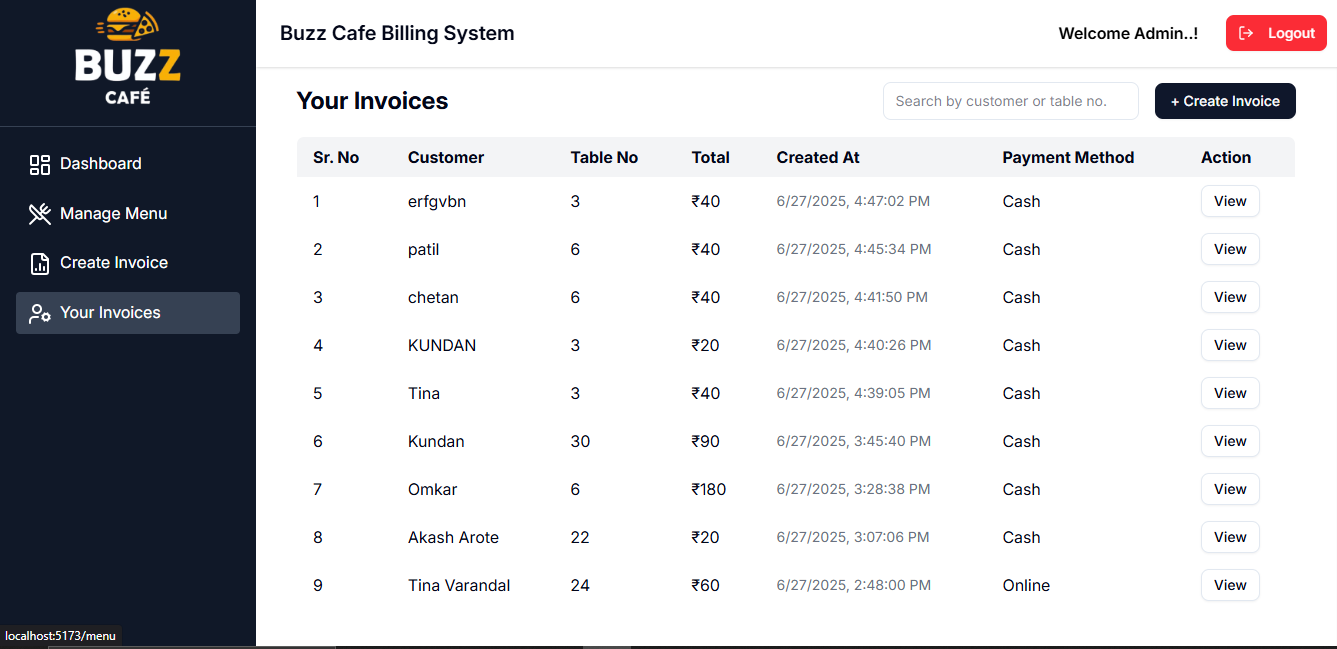 BUZZ
CAFÉ
Buzz Cafe Billing System
Welcome Admin..!
Logout
Dashboard
Manage Menu
Create Invoice
Your Invoices
Your Invoices
Search by customer or table no.
+ Create Invoice
Sr. No Customer Table No Total Created At Payment Method Action
1 erfgvbn 3 ₹40 6/27/2025, 4:47:02 PM Cash View
2 patil 6 ₹40 6/27/2025, 4:45:34 PM Cash View
3 chetan 6 ₹40 6/27/2025, 4:41:50 PM Cash View
4 KUNDAN 3 ₹20 6/27/2025, 4:40:26 PM Cash View
5 Tina 3 ₹40 6/27/2025, 4:39:05 PM Cash View
6 Kundan 30 ₹90 6/27/2025, 3:45:40 PM Cash View
7 Omkar 6 ₹180 6/27/2025, 3:28:38 PM Cash View
8 Akash Arote 22 ₹20 6/27/2025, 3:07:06 PM Cash View
9 Tina Varandal 24 ₹60 6/27/2025, 2:48:00 PM Online View
localhost:5173/menu